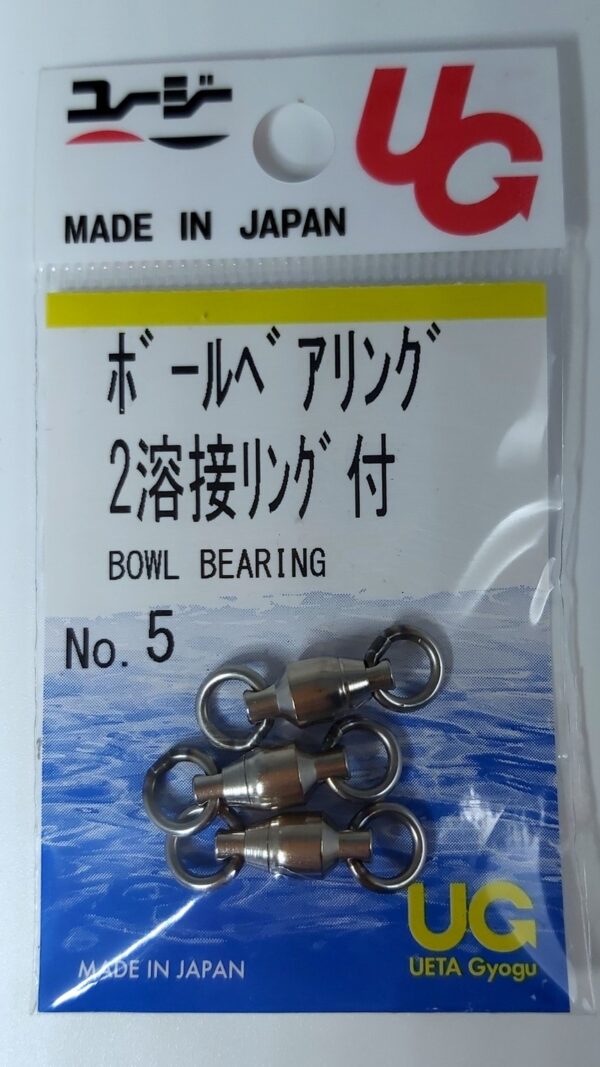 ユージー
UG
MADE IN JAPAN
ﾎﾞｰﾙﾍﾞｱﾘﾝｸﾞ
2溶接ﾘﾝｸﾞ付
BOWL BEARING
No. 5
UG
MADE IN JAPAN
UETA Gyogu